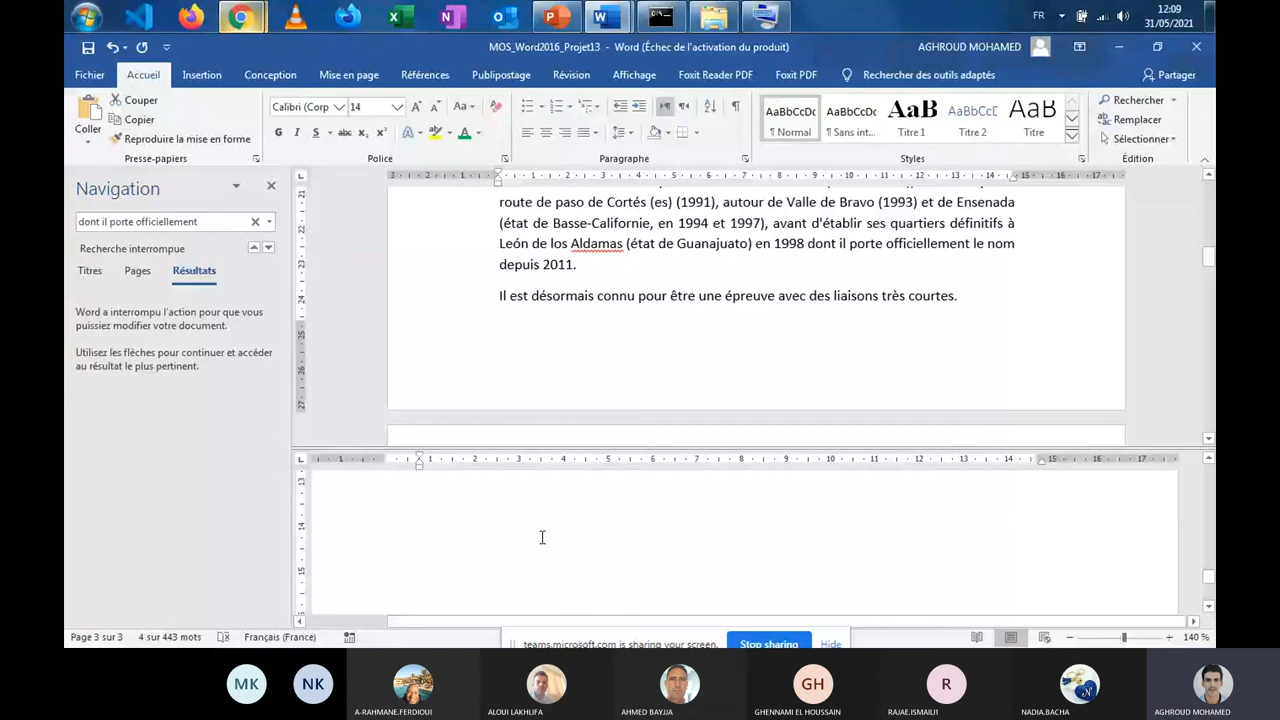 FR
12:09
31/05/2021
MOS_Word2016_Projet13 - Word (Échec de l'activation du produit)
AGHROUD MOHAMED
Fichier Accueil Insertion Conception Mise en page Références Publipostage Révision Affichage Foxit Reader PDF Foxit PDF Rechercher des outils adaptés Partager
Coller
Couper
Copier
Reproduire la mise en forme
Presse-papiers
Calibri (Corp 14
G I S abc x₂ x²
Police
Paragraphe
AaBbCcDc AaBbCcDc AaB AaBbCcD AaB
¶ Normal ¶ Sans int... Titre 1 Titre 2 Titre
Styles
Rechercher
Remplacer
Sélectionner
Édition
Navigation
dont il porte officiellement
Recherche interrompue
Titres Pages Résultats
Word a interrompu l'action pour que vous puissiez modifier votre document.
Utilisez les flèches pour continuer et accéder au résultat le plus pertinent.
route de paso de Cortés (es) (1991), autour de Valle de Bravo (1993) et de Ensenada
(état de Basse-Californie, en 1994 et 1997), avant d'établir ses quartiers définitifs à
León de los Aldamas (état de Guanajuato) en 1998 dont il porte officiellement le nom
depuis 2011.
Il est désormais connu pour être une épreuve avec des liaisons très courtes.
Page 3 sur 3 4 sur 443 mots Français (France) 140 %
teams.microsoft.com is sharing your screen. Stop sharing Hide
MK NK GH R
A-RAHMANE.FERDIOUI ALOUI LAKHLIFA AHMED BAYJJA GHENNAMI EL HOUSSAIN RAJAE.ISMAILI1 NADIA.BACHA AGHROUD MOHAMED